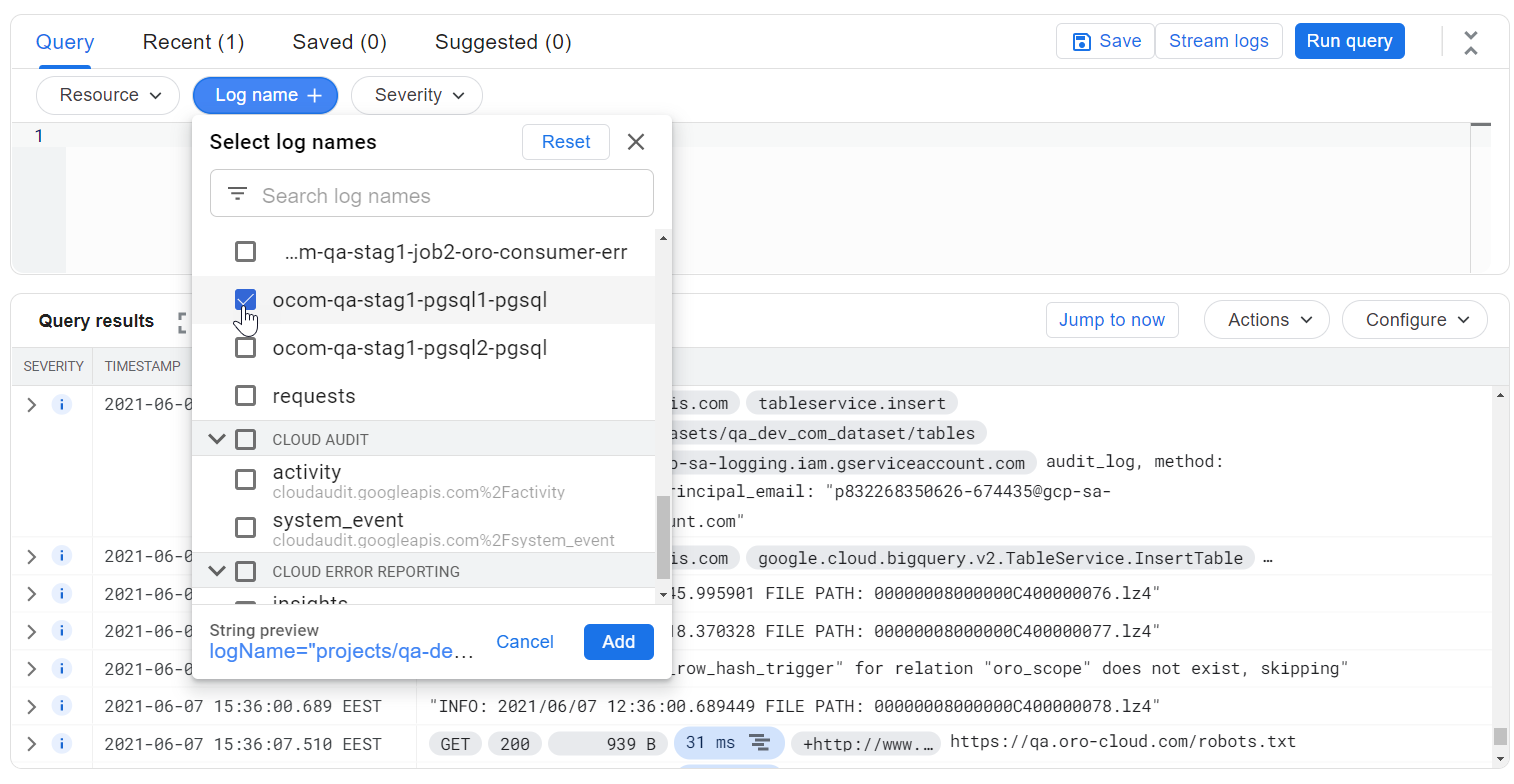 Query Recent (1) Saved (0) Suggested (0) Save Stream logs Run query
Resource Log name + Severity
1
Select log names Reset
Search log names
...m-qa-stag1-job2-oro-consumer-err
ocom-qa-stag1-pgsql1-pgsql
ocom-qa-stag1-pgsql2-pgsql
requests
CLOUD AUDIT
activity
cloudaudit.googleapis.com%2Factivity
system_event
cloudaudit.googleapis.com%2Fsystem_event
CLOUD ERROR REPORTING
insights
String preview
logName="projects/qa-de... Cancel Add
Query results Jump to now Actions Configure
SEVERITY TIMESTAMP
2021-06-0 is.com tableservice.insert
asets/qa_dev_com_dataset/tables
p-sa-logging.iam.gserviceaccount.com audit_log, method:
rincipal_email: "p832268350626-674435@gcp-sa-
unt.com"
2021-06-0 is.com google.cloud.bigquery.v2.TableService.InsertTable …
2021-06-0 45.995901 FILE PATH: 00000008000000C400000076.lz4"
2021-06-0 18.370328 FILE PATH: 00000008000000C400000077.lz4"
2021-06-0 _row_hash_trigger" for relation "oro_scope" does not exist, skipping"
2021-06-07 15:36:00.689 EEST "INFO: 2021/06/07 12:36:00.689449 FILE PATH: 00000008000000C400000078.lz4"
2021-06-07 15:36:07.510 EEST GET 200 939 B 31 ms +http://www.… https://qa.oro-cloud.com/robots.txt